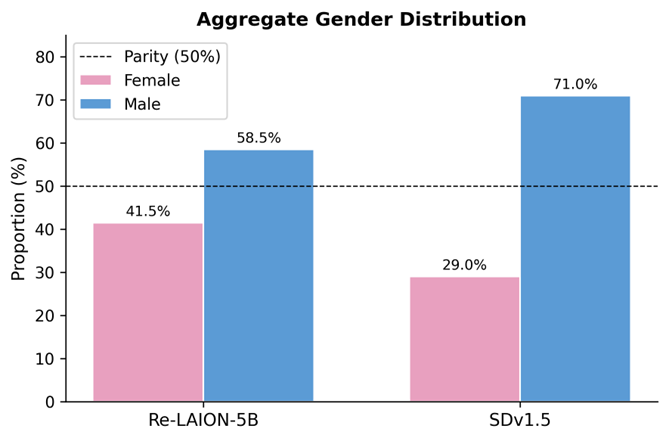 Aggregate Gender Distribution
Proportion (%)
80
70
60
50
40
30
20
10
0
Parity (50%)
Female
Male
41.5%
58.5%
29.0%
71.0%
Re-LAION-5B
SDv1.5